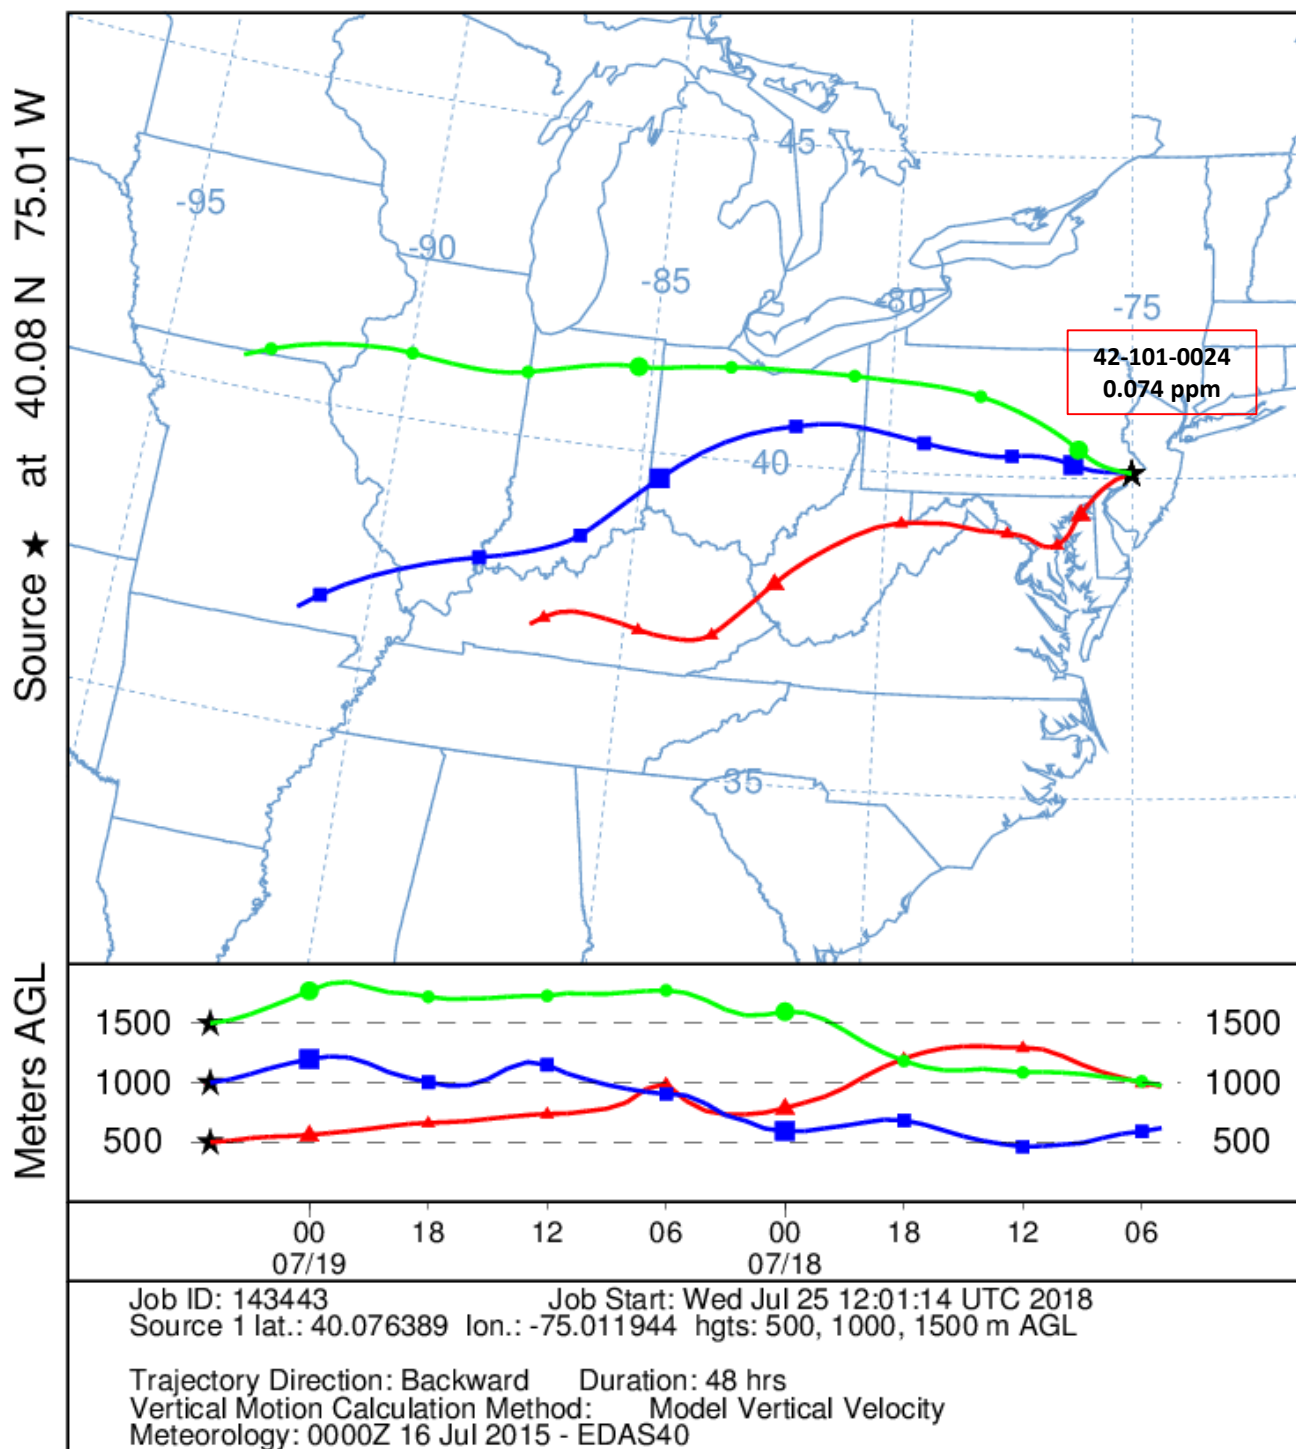 Source ★ at 40.08 N 75.01 W
45
-95
-90
-85
-80
-75
42-101-0024
0.074 ppm
40
35
Meters AGL
1500 1500
1000 1000
500 500
00 18 12 06 00 18 12 06
07/19 07/18
Job ID: 143443 Job Start: Wed Jul 25 12:01:14 UTC 2018
Source 1 lat.: 40.076389 lon.: -75.011944 hgts: 500, 1000, 1500 m AGL
Trajectory Direction: Backward Duration: 48 hrs
Vertical Motion Calculation Method: Model Vertical Velocity
Meteorology: 0000Z 16 Jul 2015 - EDAS40